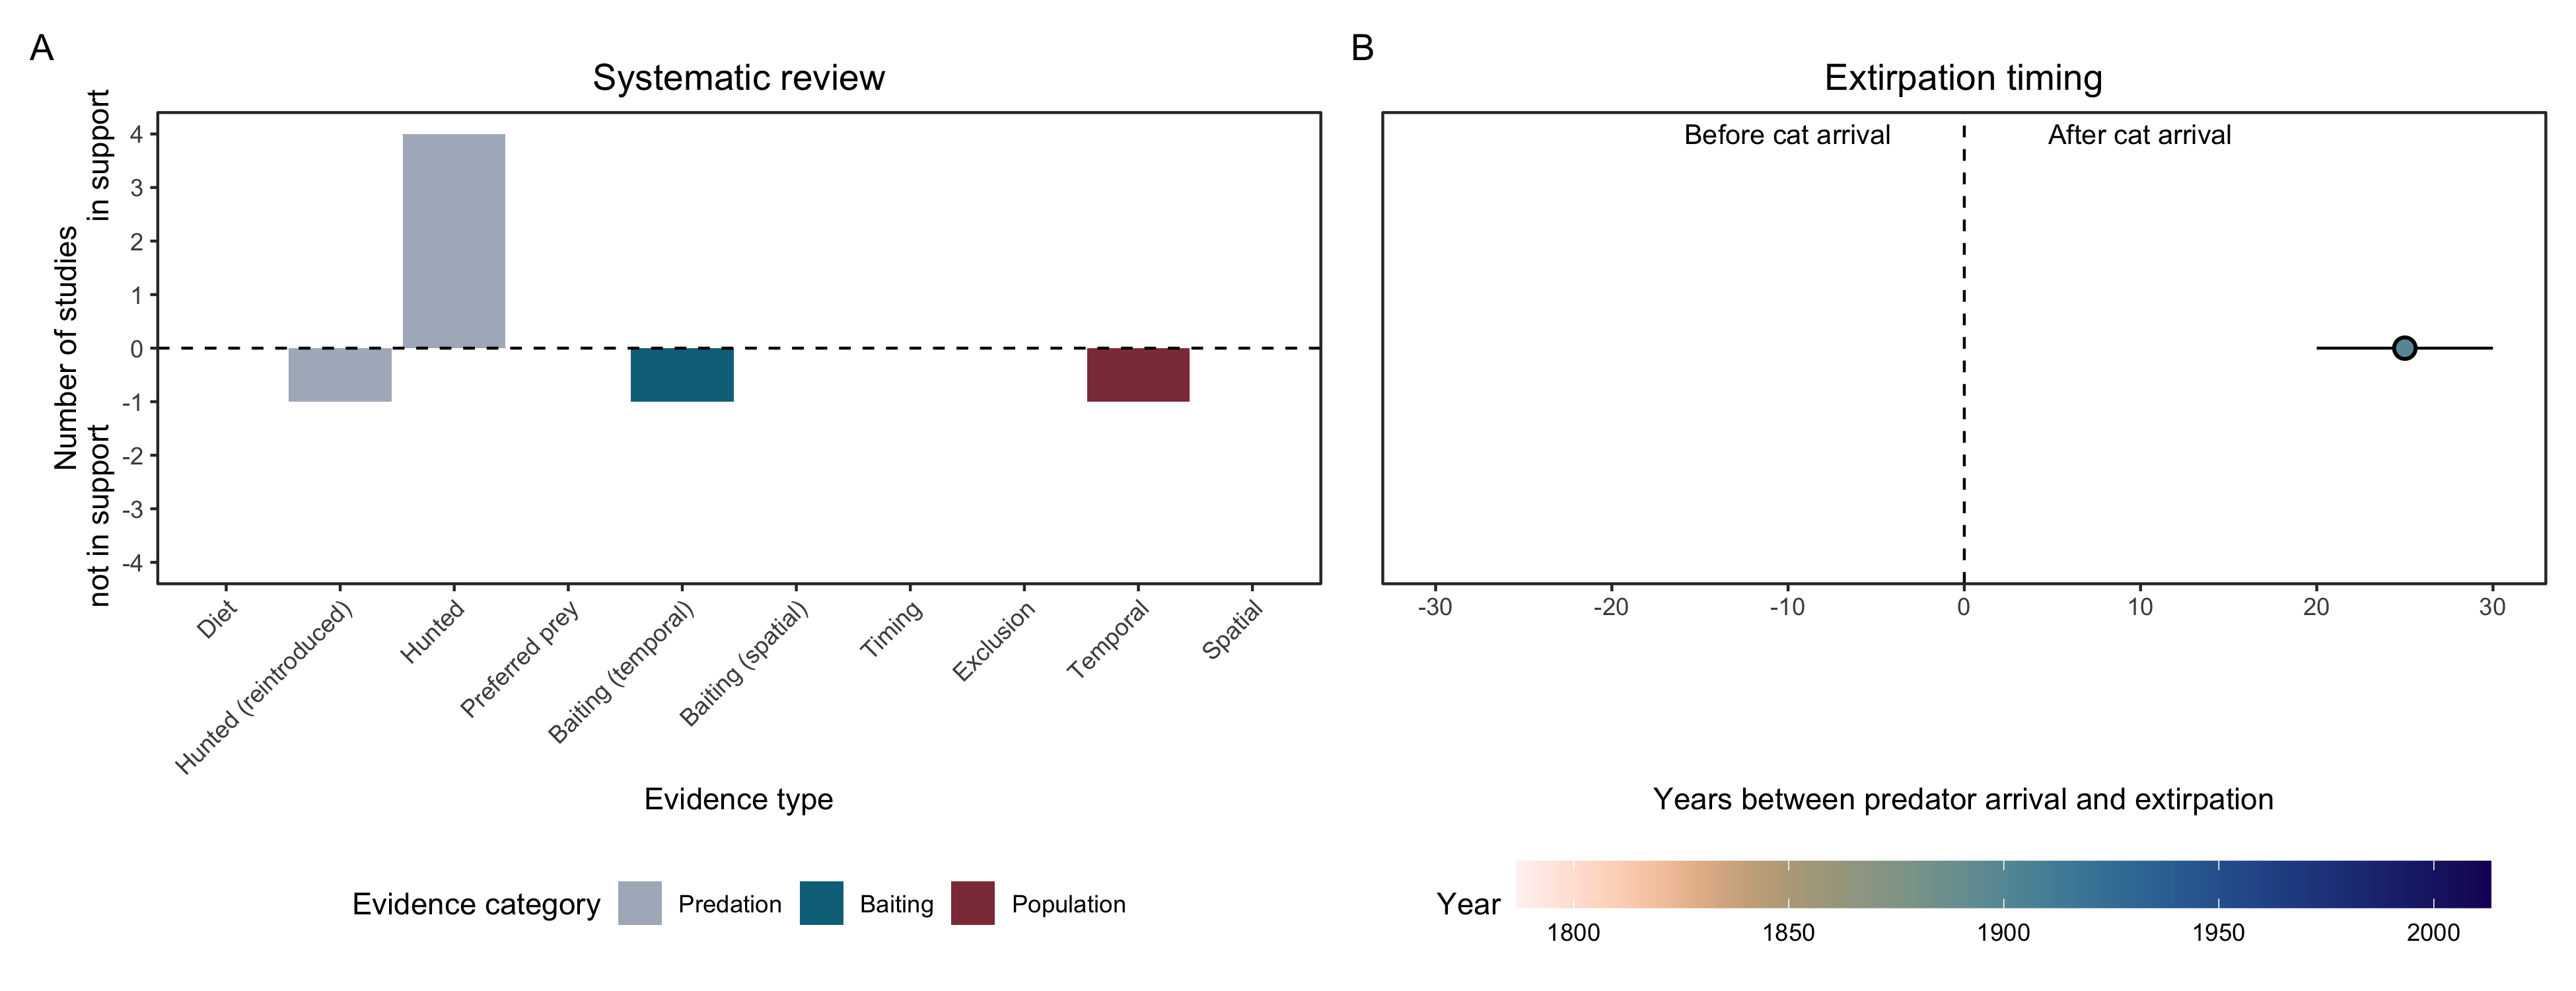 A
Systematic review
Number of studies
in support
not in support
4
3
2
1
0
-1
-2
-3
-4
Diet
Hunted (reintroduced)
Hunted
Preferred prey
Baiting (temporal)
Baiting (spatial)
Timing
Exclusion
Temporal
Spatial
Evidence type
Evidence category
Predation
Baiting
Population
B
Extirpation timing
Before cat arrival
After cat arrival
-30
-20
-10
0
10
20
30
Years between predator arrival and extirpation
Year
1800
1850
1900
1950
2000